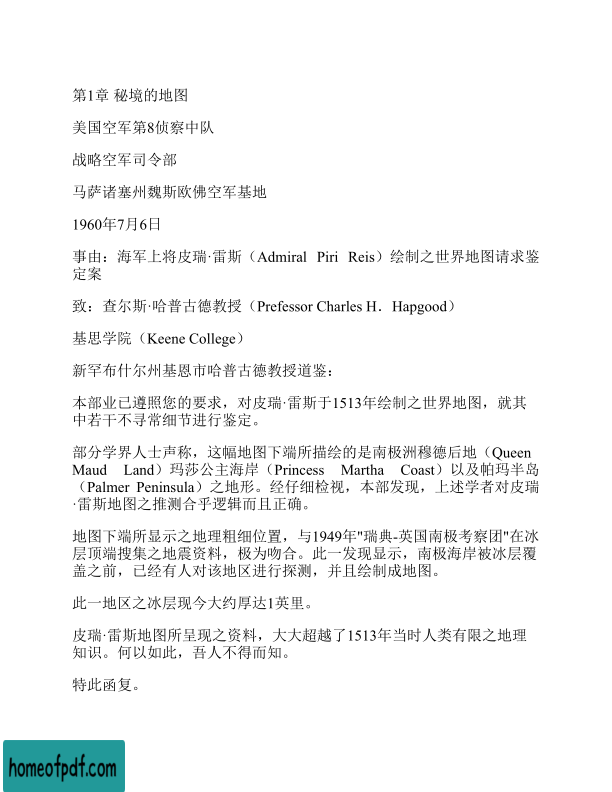 第1章 秘境的地图
美国空军第8侦察中队
战略空军司令部
马萨诸塞州魏斯欧佛空军基地
1960年7月6日
事由：海军上将皮瑞·雷斯（Admiral Piri Reis）绘制之世界地图请求鉴
定案
致：查尔斯·哈普古德教授（Prefessor Charles H．Hapgood）
基思学院（Keene College）
新罕布什尔州基恩市哈普古德教授道鉴：
本部业已遵照您的要求，对皮瑞·雷斯于1513年绘制之世界地图，就其
中若干不寻常细节进行鉴定。
部分学界人士声称，这幅地图下端所描绘的是南极洲穆德后地（Queen
Maud Land）玛莎公主海岸（Princess Martha Coast）以及帕玛半岛
（Palmer Peninsula）之地形。经仔细检视，本部发现，上述学者对皮瑞
·雷斯地图之推测合乎逻辑而且正确。
地图下端所显示之地理粗细位置，与1949年"瑞典-英国南极考察团"在冰
层顶端搜集之地震资料，极为吻合。此一发现显示，南极海岸被冰层覆
盖之前，已经有人对该地区进行探测，并且绘制成地图。
此一地区之冰层现今大约厚达1英里。
皮瑞·雷斯地图所呈现之资料，大大超越了1513年当时人类有限之地理
知识。何以如此，吾人不得而知。
特此函复。
homeofpdf.com